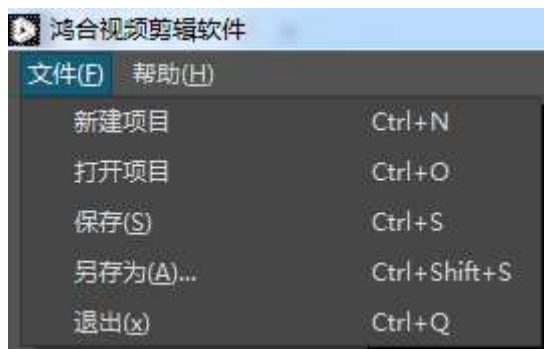 鸿合视频剪辑软件
文件(F) 帮助(H)
新建项目 Ctrl+N
打开项目 Ctrl+O
保存(S) Ctrl+S
另存为(A)... Ctrl+Shift+S
退出(x) Ctrl+Q